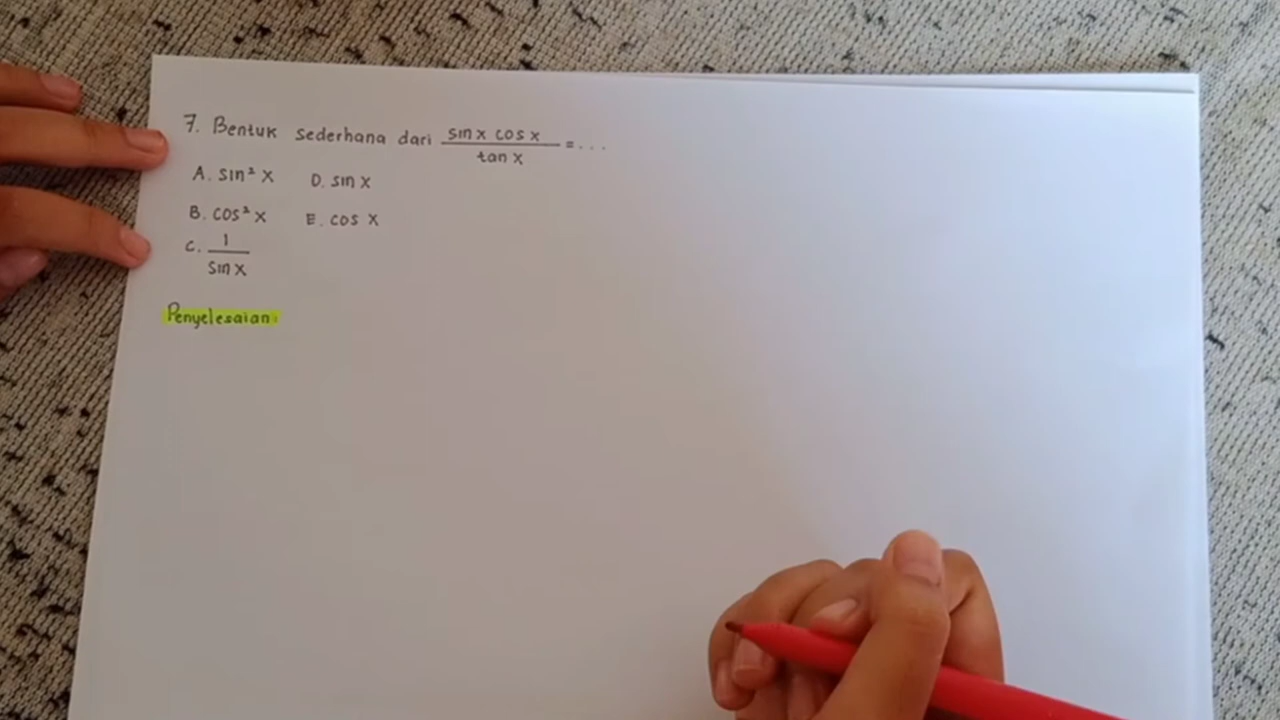 7. Bentuk sederhana dari sin x cos x / tan x = ...
A. sin² x D. sin x
B. cos² x E. cos x
C. 1 / sin x
Penyelesaian: